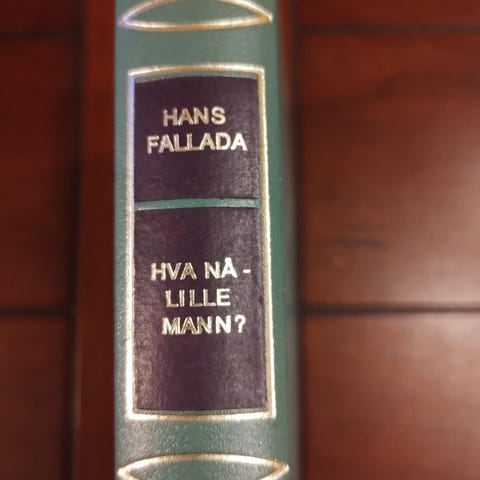 HANS
FALLADA
HVA NÅ -
LILLE
MANN?